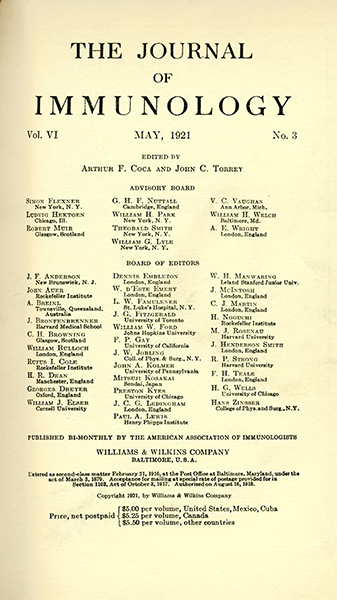 THE JOURNAL
OF
IMMUNOLOGY
Vol. VI MAY, 1921 No. 3
EDITED BY
ARTHUR F. COCA AND JOHN C. TORREY
ADVISORY BOARD
SIMON FLEXNER
New York, N. Y.
LUDVIG HEKTOEN
Chicago, Ill.
ROBERT MUIR
Glasgow, Scotland
G. H. F. NUTTALL
Cambridge, England
WILLIAM H. PARK
New York, N. Y.
THEOBALD SMITH
New York, N. Y.
WILLIAM G. LYLE
New York, N. Y.
V. C. VAUGHAN
Ann Arbor, Mich.
WILLIAM H. WELCH
Baltimore, Md.
A. E. WRIGHT
London, England
BOARD OF EDITORS
J. F. ANDERSON
New Brunswick, N. J.
JOHN AUER
Rockefeller Institute
A. BREINL
Townsville, Queensland,
Australia
J. BRONFENBRENNER
Harvard Medical School
C. H. BROWNING
Glasgow, Scotland
WILLIAM BULLOCH
London, England
RUFUS I. COLE
Rockefeller Institute
H. R. DEAN
Manchester, England
GEORGES DREYER
Oxford, England
WILLIAM J. ELSER
Cornell University
DENNIS EMBLETON
London, England
W. D'ESTE EMERY
London, England
L. W. FAMULENER
St. Luke's Hospital, N. Y.
J. G. FITZGERALD
University of Toronto
WILLIAM W. FORD
Johns Hopkins University
F. P. GAY
University of California
J. W. JOBLING
Coll. of Phys. & Surg., N. Y.
JOHN A. KOLMER
University of Pennsylvania
MITSUJI KOSAKAI
Sendai, Japan
PRESTON KYES
University of Chicago
J. C. G. LEDINGHAM
London, England
PAUL A. LEWIS
Henry Phipps Institute
W. H. MANWARING
Leland Stanford Junior Univ.
J. MCINTOSH
London, England
C. J. MARTIN
London, England
H. NOGUCHI
Rockefeller Institute
M. J. ROSENAU
Harvard University
J. HENDERSON SMITH
London, England
R. P. STRONG
Harvard University
F. H. TEALE
London, England
H. G. WELLS
University of Chicago
HANS ZINSSER
College of Phys. and Surg., N. Y.
PUBLISHED BI-MONTHLY BY THE AMERICAN ASSOCIATION OF IMMUNOLOGISTS
WILLIAMS & WILKINS COMPANY
BALTIMORE, U. S. A.
Entered as second-class matter February 21, 1916, at the Post Office at Baltimore, Maryland, under the
act of March 3, 1879. Acceptance for mailing at special rate of postage provided for in
Section 1103, Act of October 3, 1917. Authorized on August 16, 1918.
Copyright 1921, by Williams & Wilkins Company
Price, net postpaid
$5.00 per volume, United States, Mexico, Cuba
$5.25 per volume, Canada
$5.50 per volume, other countries